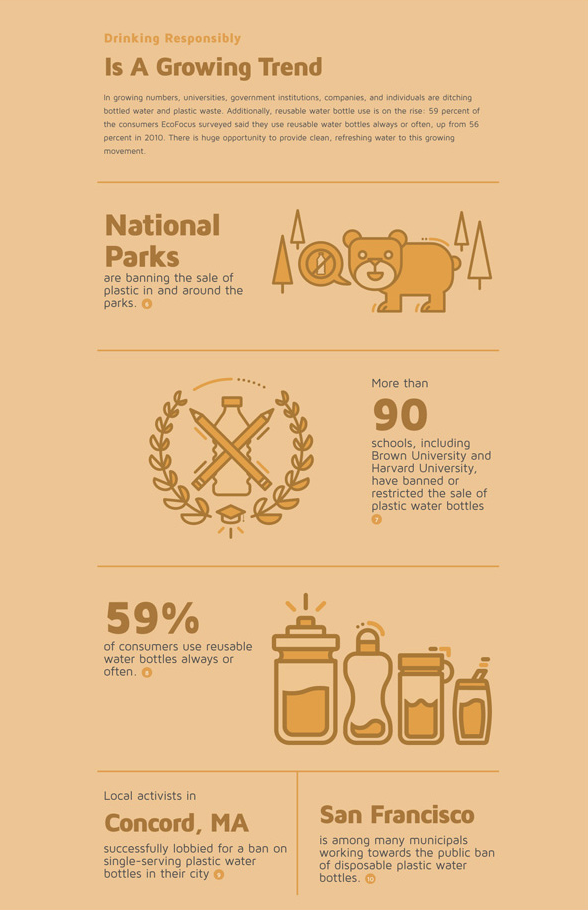 Drinking Responsibly
Is A Growing Trend
In growing numbers, universities, government institutions, companies, and individuals are ditching
bottled water and plastic waste. Additionally, reusable water bottle use is on the rise: 59 percent of
the consumers EcoFocus surveyed said they use reusable water bottles always or often, up from 56
percent in 2010. There is huge opportunity to provide clean, refreshing water to this growing
movement.
National
Parks
are banning the sale of
plastic in and around the
parks. 6
More than
90
schools, including
Brown University and
Harvard University,
have banned or
restricted the sale of
plastic water bottles
7
59%
of consumers use reusable
water bottles always or
often. 8
Local activists in
Concord, MA
successfully lobbied for a ban on
single-serving plastic water
bottles in their city 9
San Francisco
is among many municipals
working towards the public ban
of disposable plastic water
bottles. 10